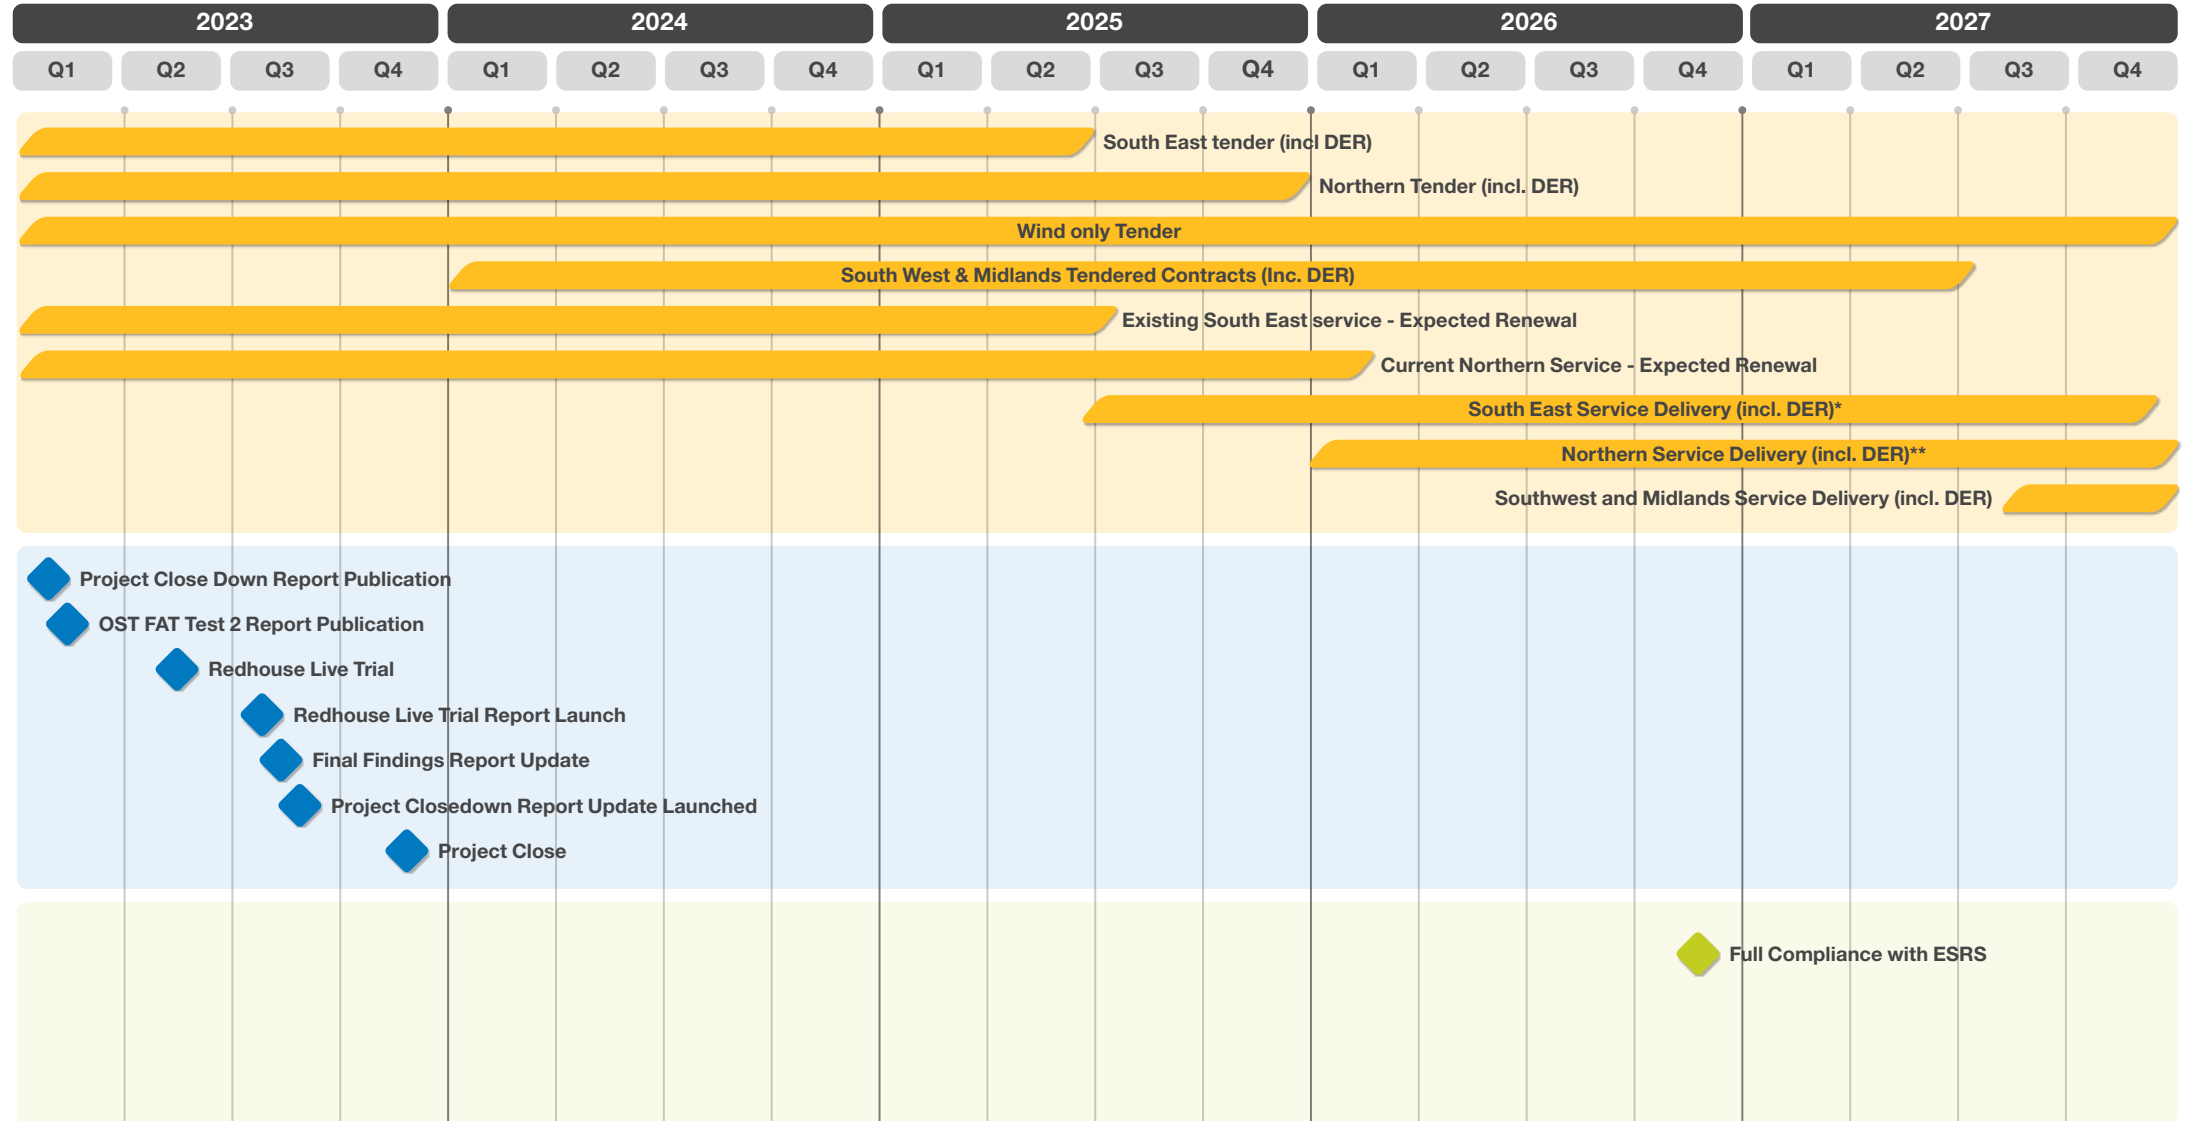 2023 2024 2025 2026 2027
Q1 Q2 Q3 Q4 Q1 Q2 Q3 Q4 Q1 Q2 Q3 Q4 Q1 Q2 Q3 Q4 Q1 Q2 Q3 Q4
South East tender (incl DER)
Northern Tender (incl. DER)
Wind only Tender
South West & Midlands Tendered Contracts (Inc. DER)
Existing South East service - Expected Renewal
Current Northern Service - Expected Renewal
South East Service Delivery (incl. DER)*
Northern Service Delivery (incl. DER)**
Southwest and Midlands Service Delivery (incl. DER)
Project Close Down Report Publication
OST FAT Test 2 Report Publication
Redhouse Live Trial
Redhouse Live Trial Report Launch
Final Findings Report Update
Project Closedown Report Update Launched
Project Close
Full Compliance with ESRS